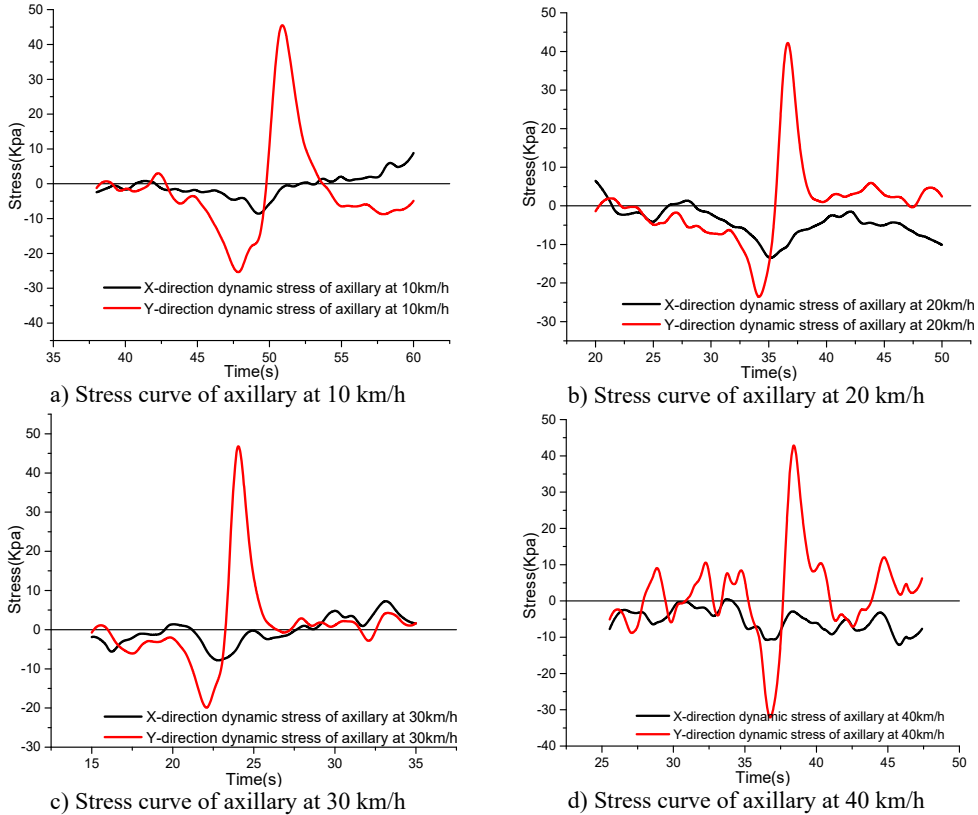 50
40
30
20
10
0
-10
-20
-30
-40
Stress(Kpa)
X-direction dynamic stress of axillary at 10km/h
Y-direction dynamic stress of axillary at 10km/h
35 40 45 50 55 60
Time(s)
a) Stress curve of axillary at 10 km/h
50
40
30
20
10
0
-10
-20
-30
Stress(Kpa)
X-direction dynamic stress of axillary at 20km/h
Y-direction dynamic stress of axillary at 20km/h
20 25 30 35 40 45 50
Time(s)
b) Stress curve of axillary at 20 km/h
50
40
30
20
10
0
-10
-20
-30
Stress(Kpa)
X-direction dynamic stress of axillary at 30km/h
Y-direction dynamic stress of axillary at 30km/h
15 20 25 30 35
Time(s)
c) Stress curve of axillary at 30 km/h
50
40
30
20
10
0
-10
-20
-30
-40
Stress(Kpa)
X-direction dynamic stress of axillary at 40km/h
Y-direction dynamic stress of axillary at 40km/h
25 30 35 40 45 50
Time(s)
d) Stress curve of axillary at 40 km/h